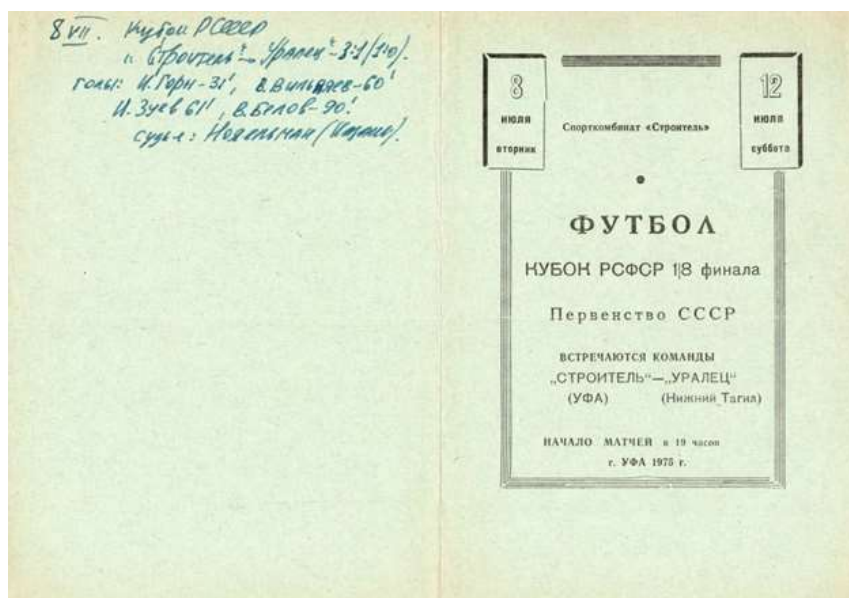 8 VII. Кубок РСФСР
"Строитель" – "Уралец" – 3:1 (1:0).
голы: И. Горн – 31', В. – 60'
И. Зуев 61', В. Белов – 90'
судья:
8
июля
вторник
12
июля
суббота
Спорткомбинат «Строитель»
ФУТБОЛ
КУБОК РСФСР 1/8 финала
Первенство СССР
ВСТРЕЧАЮТСЯ КОМАНДЫ
„СТРОИТЕЛЬ“—„УРАЛЕЦ“
(УФА) (Нижний Тагил)
НАЧАЛО МАТЧЕЙ в 19 часов
г. УФА 1975 г.